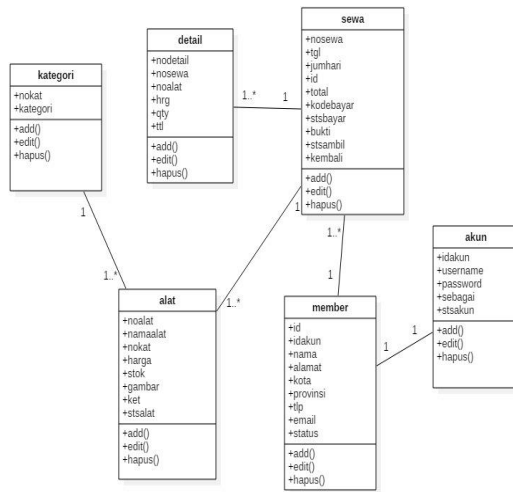 kategori
+nokat
+kategori
+add()
+edit()
+hapus()
detail
+nodetail
+nosewa
+noalat
+hrg
+qty
+ttl
+add()
+edit()
+hapus()
sewa
+nosewa
+tgl
+jumhari
+id
+total
+kodebayar
+stsbayar
+bukti
+stsambil
+kembali
+add()
+edit()
+hapus()
1..*
1
1
1..*
1
1..*
1..*
1
alat
+noalat
+namaalat
+nokat
+harga
+stok
+gambar
+ket
+stsalat
+add()
+edit()
+hapus()
member
+id
+idakun
+nama
+alamat
+kota
+provinsi
+tlp
+email
+status
+add()
+edit()
+hapus()
1
1
akun
+idakun
+username
+password
+sebagai
+stsakun
+add()
+edit()
+hapus()